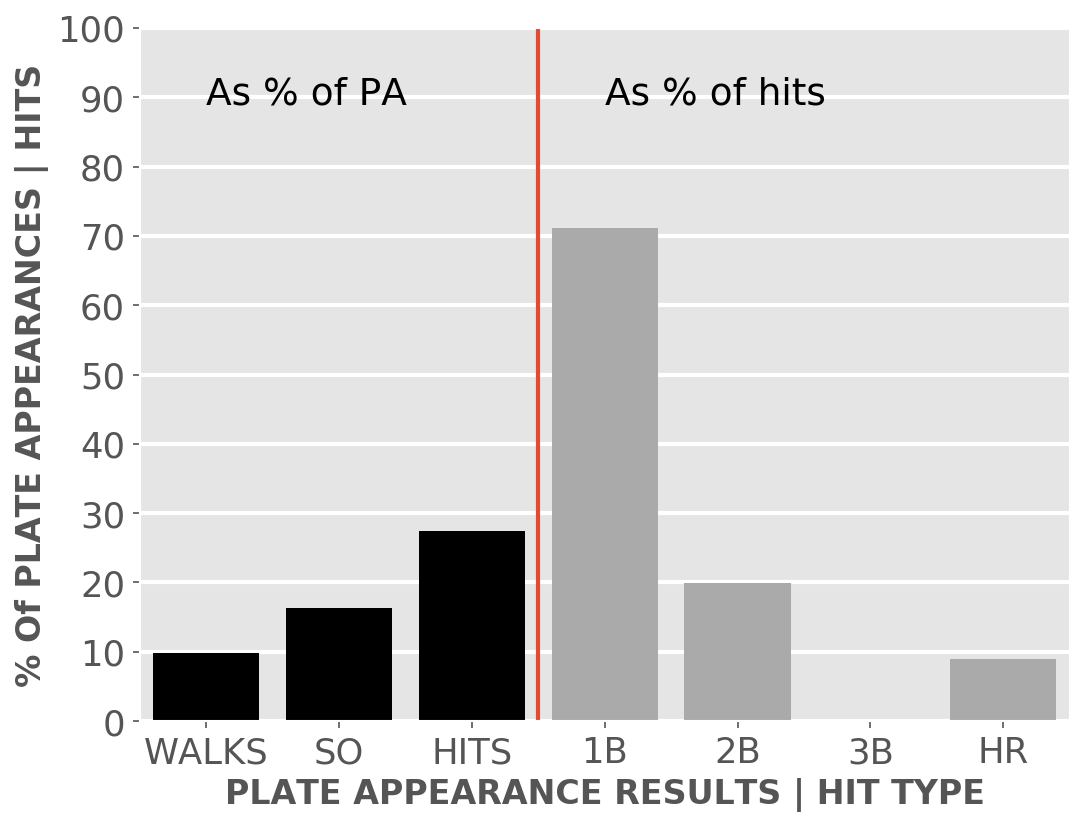 100
90
80
70
60
50
40
30
20
10
0
% Of PLATE APPEARANCES | HITS
As % of PA
As % of hits
WALKS SO HITS 1B 2B 3B HR
PLATE APPEARANCE RESULTS | HIT TYPE